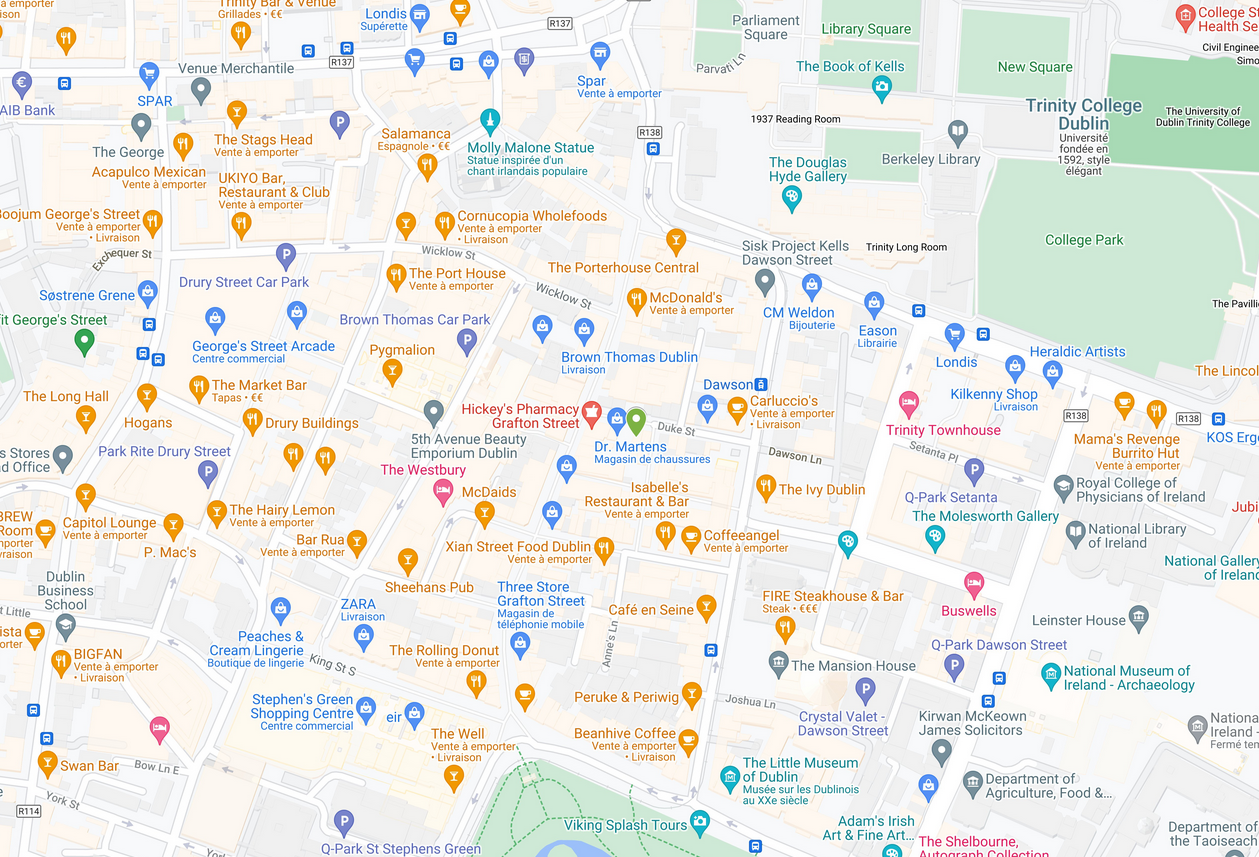 Trinity Bar & Venue
Grillades • €€
Londis
Supérette
R137
Parliament
Square
Library Square
College St
Health Se
Civil Engine
Simo
R137
Venue Merchantile
SPAR
AIB Bank
Spar
Vente à emporter
Parvafi Ln
The Book of Kells
New Square
Trinity College
Dublin
Université
fondée en
1592, style
élégant
The University of
Dublin Trinity College
1937 Reading Room
R138
The George
The Stags Head
Vente à emporter
Salamanca
Espagnole • €€
Molly Malone Statue
Statue inspirée d'un
chant irlandais populaire
Berkeley Library
The Douglas
Hyde Gallery
Acapulco Mexican
Vente à emporter
UKIYO Bar,
Restaurant & Club
Vente à emporter
Boojum George's Street
Vente à emporter
• Livraison
Exchequer St
Cornucopia Wholefoods
Vente à emporter
• Livraison
Wicklow St
College Park
Sisk Project Kells
Dawson Street
Trinity Long Room
The Porterhouse Central
Drury Street Car Park
The Port House
Vente à emporter
Wicklow St
McDonald's
Vente à emporter
Søstrene Grene
CM Weldon
Bijouterie
The Pavilli
fit George's Street
George's Street Arcade
Centre commercial
Brown Thomas Car Park
Eason
Librairie
Pygmalion
Brown Thomas Dublin
Livraison
Londis
Heraldic Artists
The Lincol
The Long Hall
The Market Bar
Tapas • €€
Dawson
Kilkenny Shop
Livraison
Hogans
Drury Buildings
Hickey's Pharmacy
Grafton Street
Carluccio's
Vente à emporter
• Livraison
R138
R138
Duke St
Trinity Townhouse
KOS Ergo
5th Avenue Beauty
Emporium Dublin
Dr. Martens
Magasin de chaussures
Dawson Ln
Setanta Pl
Mama's Revenge
Burrito Hut
Vente à emporter
s Stores
d Office
Park Rite Drury Street
The Westbury
McDaids
Isabelle's
Restaurant & Bar
Vente à emporter
The Ivy Dublin
Q-Park Setanta
Royal College of
Physicians of Ireland
Jubi
BREW
Room
emporter
vraison
Capitol Lounge
Vente à emporter
The Hairy Lemon
Vente à emporter
The Molesworth Gallery
National Library
of Ireland
P. Mac's
Bar Rua
Vente à emporter
Xian Street Food Dublin
Vente à emporter
Coffeeangel
Vente à emporter
National Gallery
of Ireland
Dublin
Business
School
Sheehans Pub
Three Store
Grafton Street
Magasin de
téléphonie mobile
Café en Seine
FIRE Steakhouse & Bar
Steak • €€€
Buswells
Little
ista
orter
Peaches &
Cream Lingerie
Boutique de lingerie
ZARA
Livraison
Leinster House
BIGFAN
Vente à emporter
• Livraison
King St S
The Rolling Donut
Vente à emporter
Anne's Ln
Q-Park Dawson Street
The Mansion House
National Museum of
Ireland - Archaeology
Stephen's Green
Shopping Centre
Centre commercial
eir
Peruke & Periwig
Joshua Ln
Crystal Valet -
Dawson Street
Kirwan McKeown
James Solicitors
Nationa
Ireland -
Fermé tem
The Well
Vente à emporter
• Livraison
Beanhive Coffee
Vente à emporter
• Livraison
Swan Bar
Bow Ln E
The Little Museum
of Dublin
Musée sur les Dublinois
au XXe siècle
Department of
Agriculture, Food &...
York St
R114
Viking Splash Tours
Adam's Irish
Art & Fine Art...
Department of
the Taoiseach
York St
Q-Park St Stephens Green
The Shelbourne,
Autograph Collection